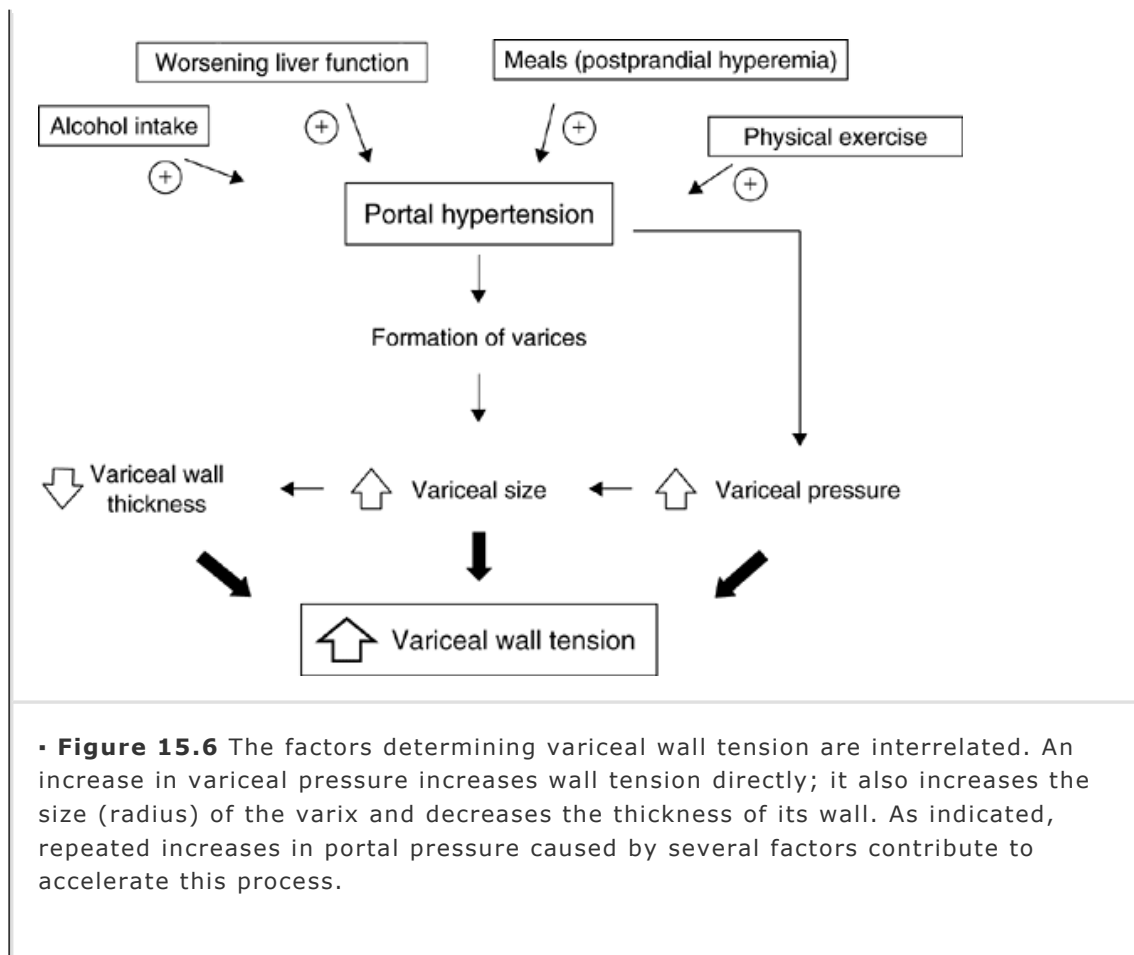 Worsening liver function
Meals (postprandial hyperemia)
Alcohol intake
Physical exercise
+
+
+
+
Portal hypertension
Formation of varices
Variceal wall
thickness
Variceal size
Variceal pressure
Variceal wall tension
▪ Figure 15.6 The factors determining variceal wall tension are interrelated. An
increase in variceal pressure increases wall tension directly; it also increases the
size (radius) of the varix and decreases the thickness of its wall. As indicated,
repeated increases in portal pressure caused by several factors contribute to
accelerate this process.